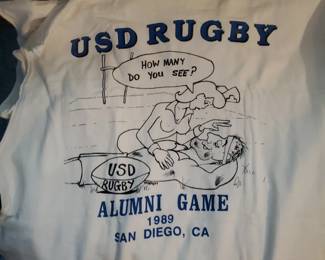 USD RUGBY
HOW MANY
DO YOU SEE?
USD
RUGBY
ALUMNI GAME
1989
SAN DIEGO, CA